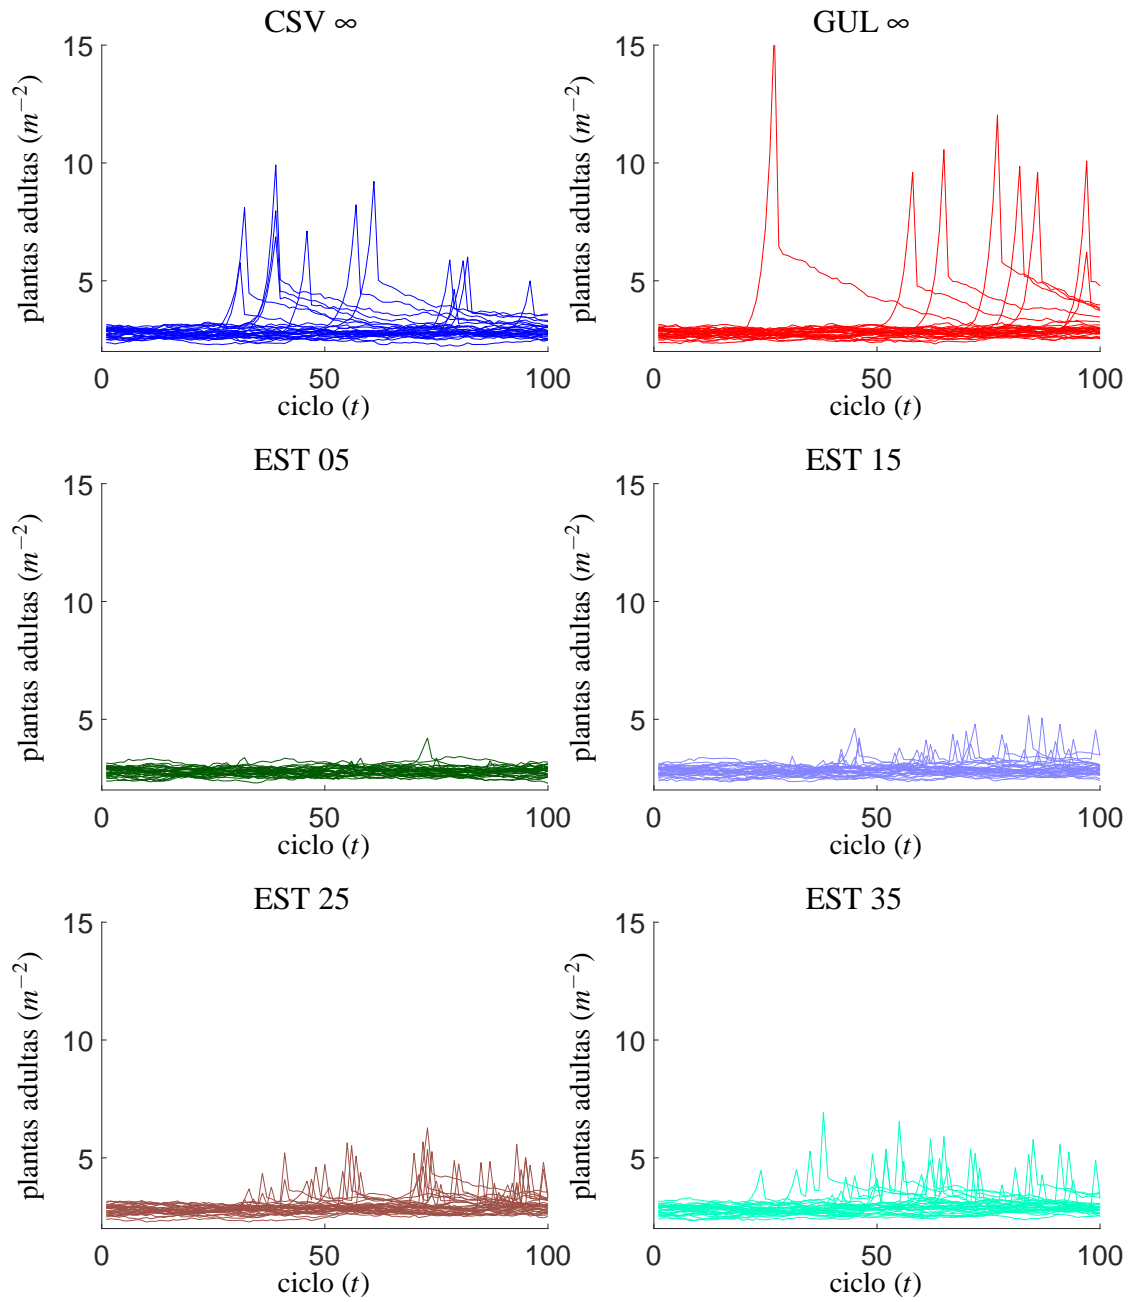 CSV ∞
GUL ∞
15
10
5
0
50
100
plantas adultas (m⁻²)
ciclo (t)
15
10
5
0
50
100
plantas adultas (m⁻²)
ciclo (t)
EST 05
EST 15
15
10
5
0
50
100
plantas adultas (m⁻²)
ciclo (t)
15
10
5
0
50
100
plantas adultas (m⁻²)
ciclo (t)
EST 25
EST 35
15
10
5
0
50
100
plantas adultas (m⁻²)
ciclo (t)
15
10
5
0
50
100
plantas adultas (m⁻²)
ciclo (t)